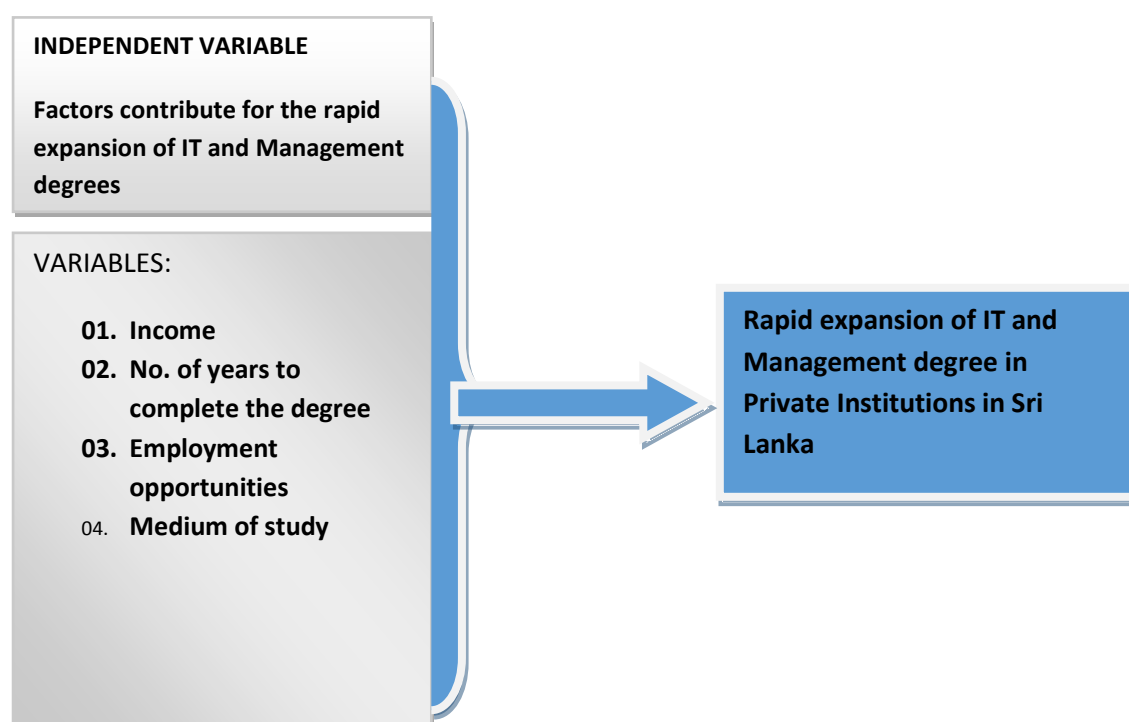 INDEPENDENT VARIABLE
Factors contribute for the rapid
expansion of IT and Management
degrees
VARIABLES:
01. Income
02. No. of years to
complete the degree
03. Employment
opportunities
04. Medium of study
Rapid expansion of IT and
Management degree in
Private Institutions in Sri
Lanka